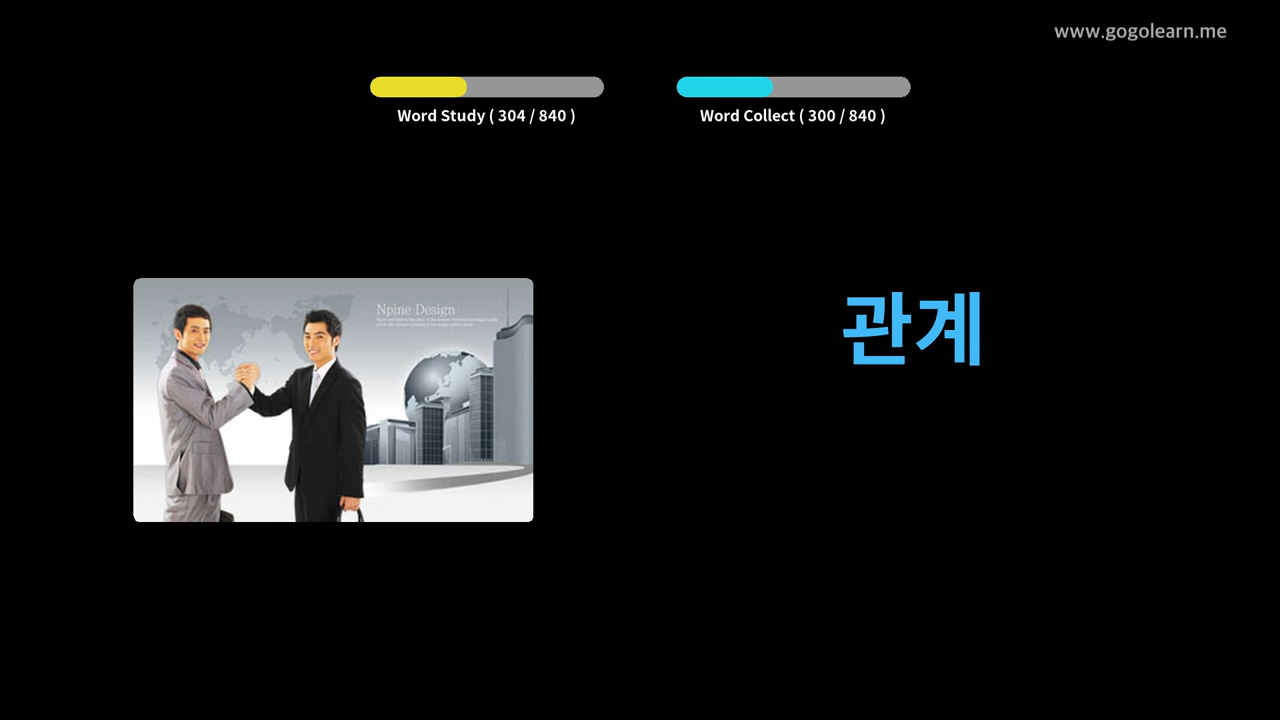 www.gogolearn.me
Word Study ( 304 / 840 )
Word Collect ( 300 / 840 )
Npine Design
관계